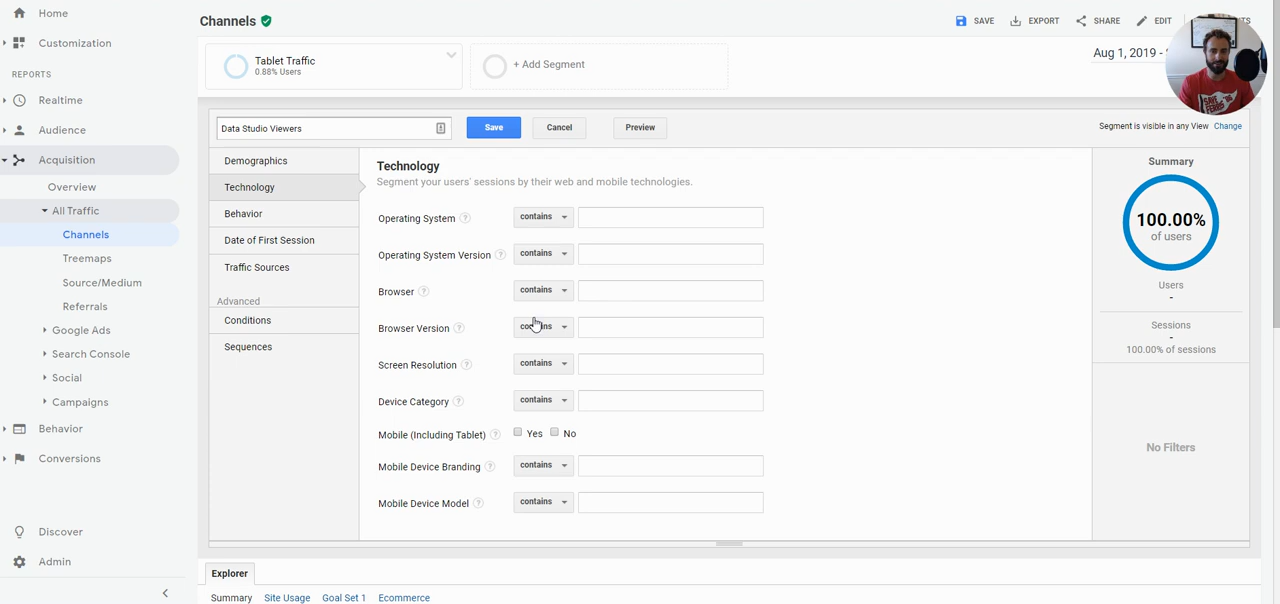 Home
Customization
REPORTS
Realtime
Audience
Acquisition
Overview
All Traffic
Channels
Treemaps
Source/Medium
Referrals
Google Ads
Search Console
Social
Campaigns
Behavior
Conversions
Discover
Admin
Channels
SAVE EXPORT SHARE EDIT
Tablet Traffic
0.88% Users
+ Add Segment
Aug 1, 2019 -
Data Studio Viewers
Save Cancel Preview
Segment is visible in any View Change
Demographics
Technology
Behavior
Date of First Session
Traffic Sources
Advanced
Conditions
Sequences
Technology
Segment your users' sessions by their web and mobile technologies.
Operating System ? contains
Operating System Version ? contains
Browser ? contains
Browser Version ? contains
Screen Resolution ? contains
Device Category ? contains
Mobile (Including Tablet) ? Yes No
Mobile Device Branding ? contains
Mobile Device Model ? contains
Summary
100.00%
of users
Users
-
Sessions
-
100.00% of sessions
No Filters
Explorer
Summary Site Usage Goal Set 1 Ecommerce